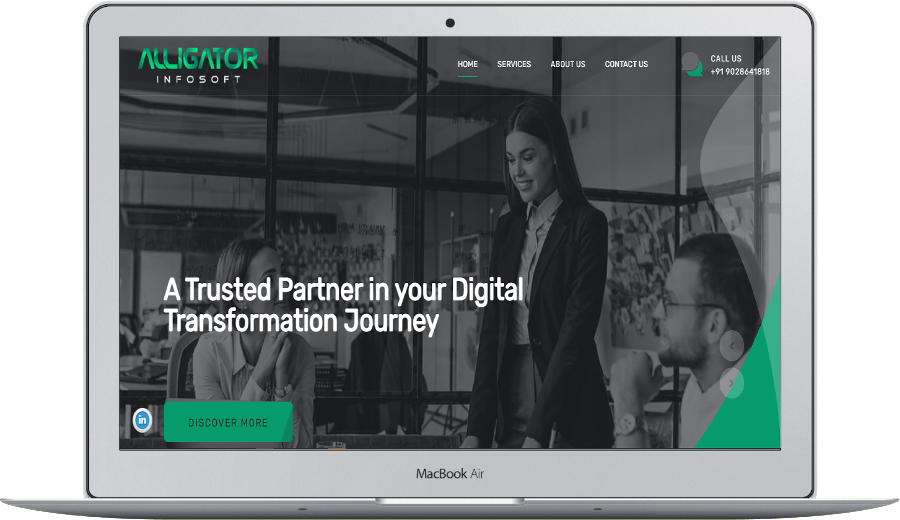 ALLIGATOR
INFOSOFT
HOME
SERVICES
ABOUT US
CONTACT US
CALL US
+91 9028641818
A Trusted Partner in your Digital
Transformation Journey
in
DISCOVER MORE
MacBook Air